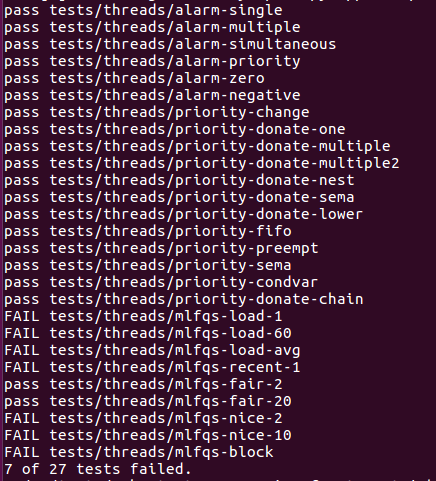 pass tests/threads/alarm-single
pass tests/threads/alarm-multiple
pass tests/threads/alarm-simultaneous
pass tests/threads/alarm-priority
pass tests/threads/alarm-zero
pass tests/threads/alarm-negative
pass tests/threads/priority-change
pass tests/threads/priority-donate-one
pass tests/threads/priority-donate-multiple
pass tests/threads/priority-donate-multiple2
pass tests/threads/priority-donate-nest
pass tests/threads/priority-donate-sema
pass tests/threads/priority-donate-lower
pass tests/threads/priority-fifo
pass tests/threads/priority-preempt
pass tests/threads/priority-sema
pass tests/threads/priority-condvar
pass tests/threads/priority-donate-chain
FAIL tests/threads/mlfqs-load-1
FAIL tests/threads/mlfqs-load-60
FAIL tests/threads/mlfqs-load-avg
FAIL tests/threads/mlfqs-recent-1
pass tests/threads/mlfqs-fair-2
pass tests/threads/mlfqs-fair-20
FAIL tests/threads/mlfqs-nice-2
FAIL tests/threads/mlfqs-nice-10
FAIL tests/threads/mlfqs-block
7 of 27 tests failed.